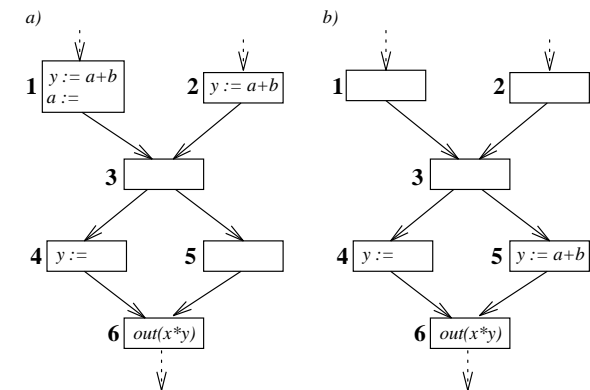 a)
1
y := a+b
a :=
2
y := a+b
3
4
y :=
5
6
out(x*y)
b)
1
2
3
4
y :=
5
y := a+b
6
out(x*y)